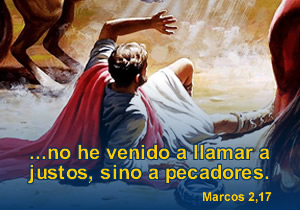 ...no he venido a llamar a
justos, sino a pecadores.
Marcos 2,17